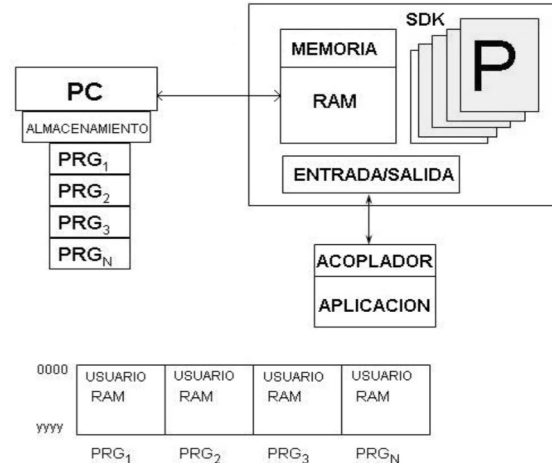 SDK
P
MEMORIA
RAM
PC
ALMACENAMIENTO
PRG1
PRG2
PRG3
PRGN
ENTRADA/SALIDA
ACOPLADOR
APLICACION
0000
USUARIO USUARIO USUARIO USUARIO
RAM RAM RAM RAM
yyyy
PRG1 PRG2 PRG3 PRGN